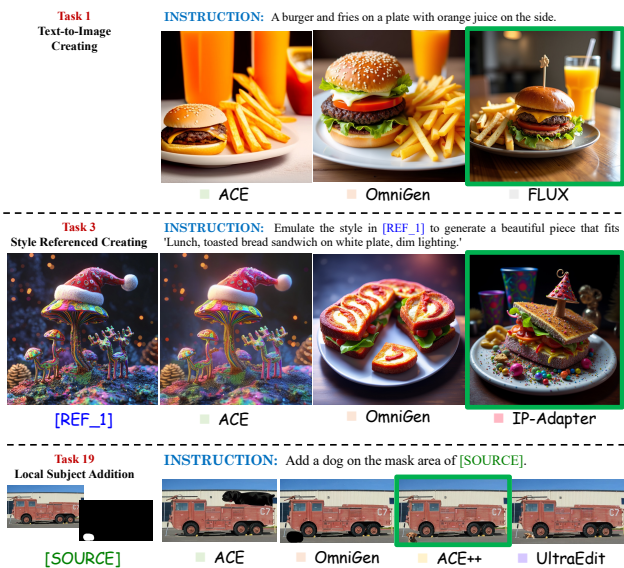 Task 1
Text-to-Image
Creating
INSTRUCTION: A burger and fries on a plate with orange juice on the side.
ACE
OmniGen
FLUX
Task 3
Style Referenced Creating
INSTRUCTION: Emulate the style in [REF_1] to generate a beautiful piece that fits
'Lunch, toasted bread sandwich on white plate, dim lighting.'
[REF_1]
ACE
OmniGen
IP-Adapter
Task 19
Local Subject Addition
INSTRUCTION: Add a dog on the mask area of [SOURCE].
C7
C7
C7
[SOURCE]
ACE
OmniGen
ACE++
UltraEdit